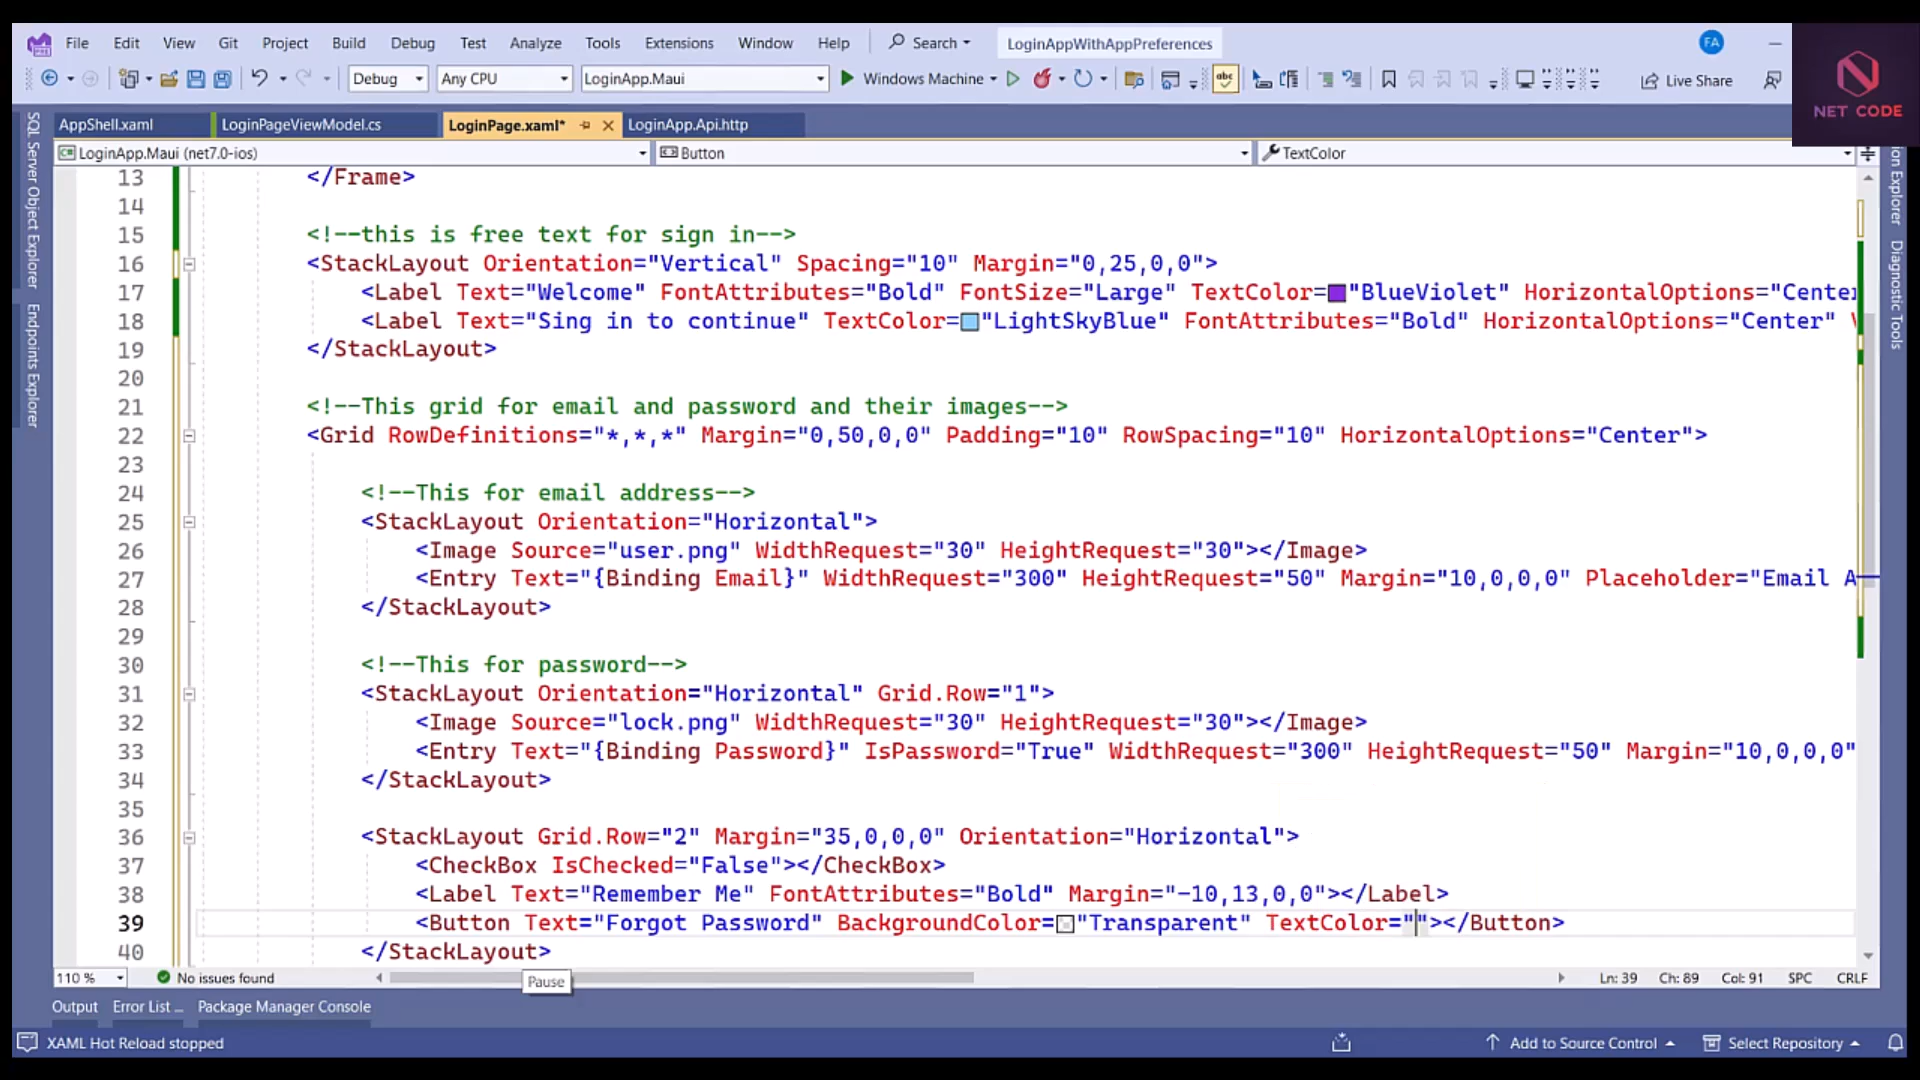 File Edit View Git Project Build Debug Test Analyze Tools Extensions Window Help Search LoginAppWithAppPreferences FA
Debug Any CPU LoginApp.Maui Windows Machine Live Share
NET CODE
AppShell.xaml LoginPageViewModel.cs LoginPage.xaml* LoginApp.Api.http
LoginApp.Maui (net7.0-ios) Button TextColor
SQL Server Object Explorer
Endpoints Explorer
13 </Frame>
14
15 <!--this is free text for sign in-->
16 <StackLayout Orientation="Vertical" Spacing="10" Margin="0,25,0,0">
17 <Label Text="Welcome" FontAttributes="Bold" FontSize="Large" TextColor="BlueViolet" HorizontalOptions="Center
18 <Label Text="Sing in to continue" TextColor="LightSkyBlue" FontAttributes="Bold" HorizontalOptions="Center"
19 </StackLayout>
20
21 <!--This grid for email and password and their images-->
22 <Grid RowDefinitions="*,*,*" Margin="0,50,0,0" Padding="10" RowSpacing="10" HorizontalOptions="Center">
23
24 <!--This for email address-->
25 <StackLayout Orientation="Horizontal">
26 <Image Source="user.png" WidthRequest="30" HeightRequest="30"></Image>
27 <Entry Text="{Binding Email}" WidthRequest="300" HeightRequest="50" Margin="10,0,0,0" Placeholder="Email A
28 </StackLayout>
29
30 <!--This for password-->
31 <StackLayout Orientation="Horizontal" Grid.Row="1">
32 <Image Source="lock.png" WidthRequest="30" HeightRequest="30"></Image>
33 <Entry Text="{Binding Password}" IsPassword="True" WidthRequest="300" HeightRequest="50" Margin="10,0,0,0"
34 </StackLayout>
35
36 <StackLayout Grid.Row="2" Margin="35,0,0,0" Orientation="Horizontal">
37 <CheckBox IsChecked="False"></CheckBox>
38 <Label Text="Remember Me" FontAttributes="Bold" Margin="-10,13,0,0"></Label>
39 <Button Text="Forgot Password" BackgroundColor="Transparent" TextColor=""></Button>
40 </StackLayout>
ion Explorer
Diagnostic Tools
110 % No issues found Ln: 39 Ch: 89 Col: 91 SPC CRLF
Pause
Output Error List ... Package Manager Console
XAML Hot Reload stopped Add to Source Control Select Repository